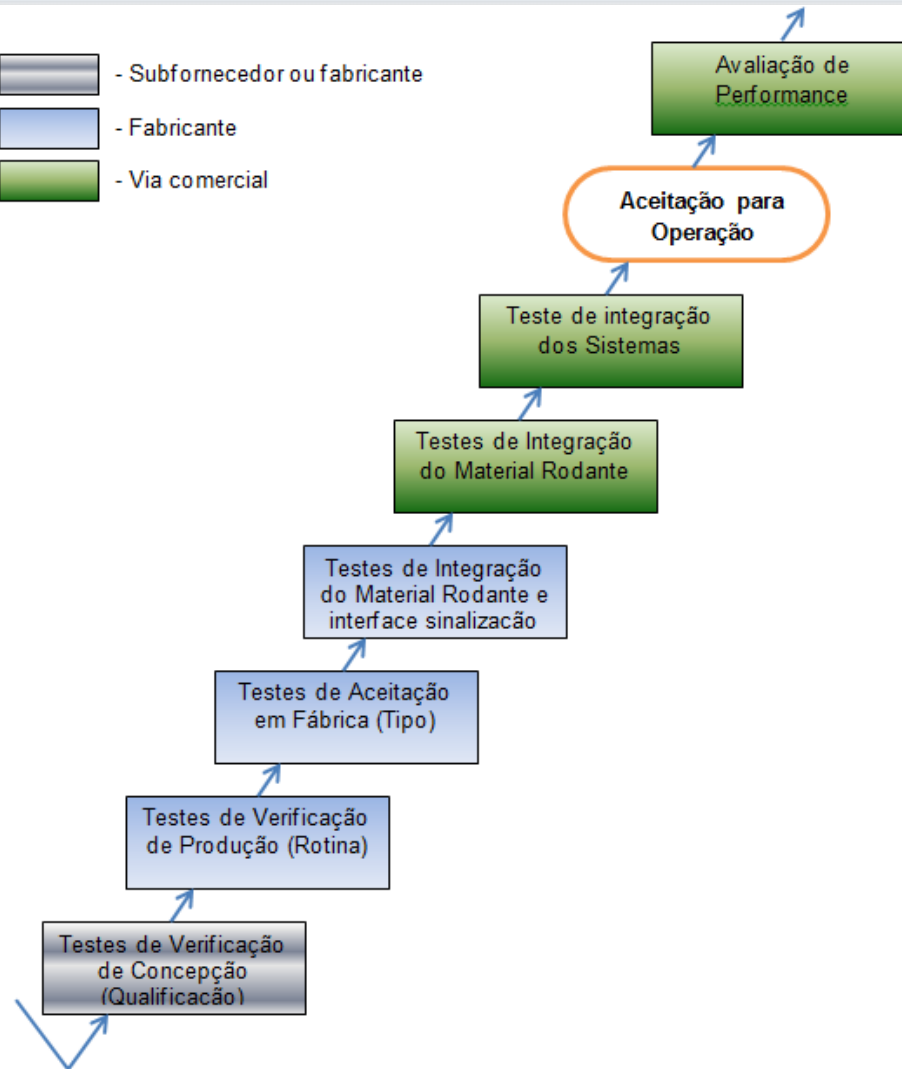 - Subfornecedor ou fabricante
- Fabricante
- Via comercial
Avaliação de
Performance
Aceitação para
Operação
Teste de integração
dos Sistemas
Testes de Integração
do Material Rodante
Testes de Integração
do Material Rodante e
interface sinalização
Testes de Aceitação
em Fábrica (Tipo)
Testes de Verificação
de Produção (Rotina)
Testes de Verificação
de Concepção
(Qualificação)